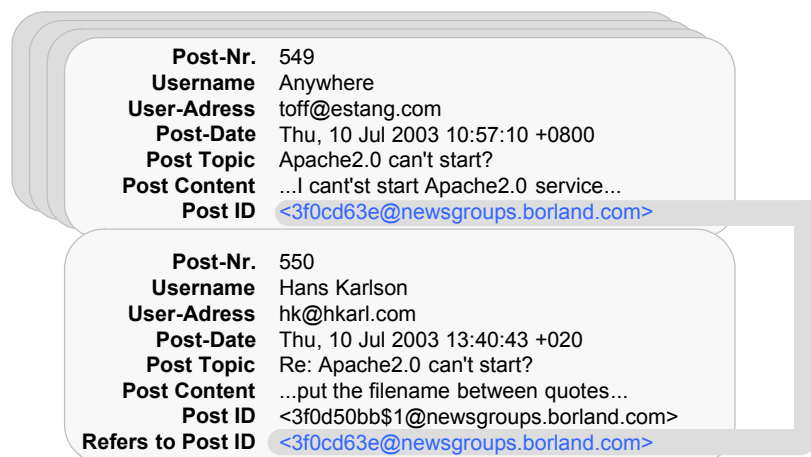 Post-Nr. 549
Username Anywhere
User-Adress toff@estang.com
Post-Date Thu, 10 Jul 2003 10:57:10 +0800
Post Topic Apache2.0 can't start?
Post Content ...I cant'st start Apache2.0 service...
Post ID <3f0cd63e@newsgroups.borland.com>
Post-Nr. 550
Username Hans Karlson
User-Adress hk@hkarl.com
Post-Date Thu, 10 Jul 2003 13:40:43 +020
Post Topic Re: Apache2.0 can't start?
Post Content ...put the filename between quotes...
Post ID <3f0d50bb$1@newsgroups.borland.com>
Refers to Post ID <3f0cd63e@newsgroups.borland.com>